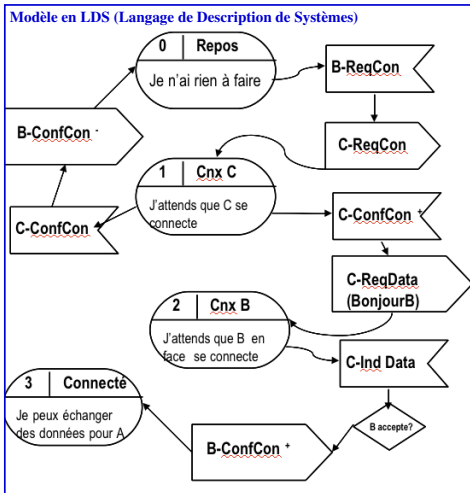 Modèle en LDS (Langage de Description de Systèmes)
0 Repos
Je n'ai rien à faire
B-ReqCon
B-ConfCon -
C-ReqCon
1 Cnx C
J'attends que C se
connecte
C-ConfCon -
C-ConfCon +
C-ReqData
(BonjourB)
2 Cnx B
J'attends que B en
face se connecte
C-Ind Data
3 Connecté
Je peux échanger
des données pour A
B accepte?
B-ConfCon +